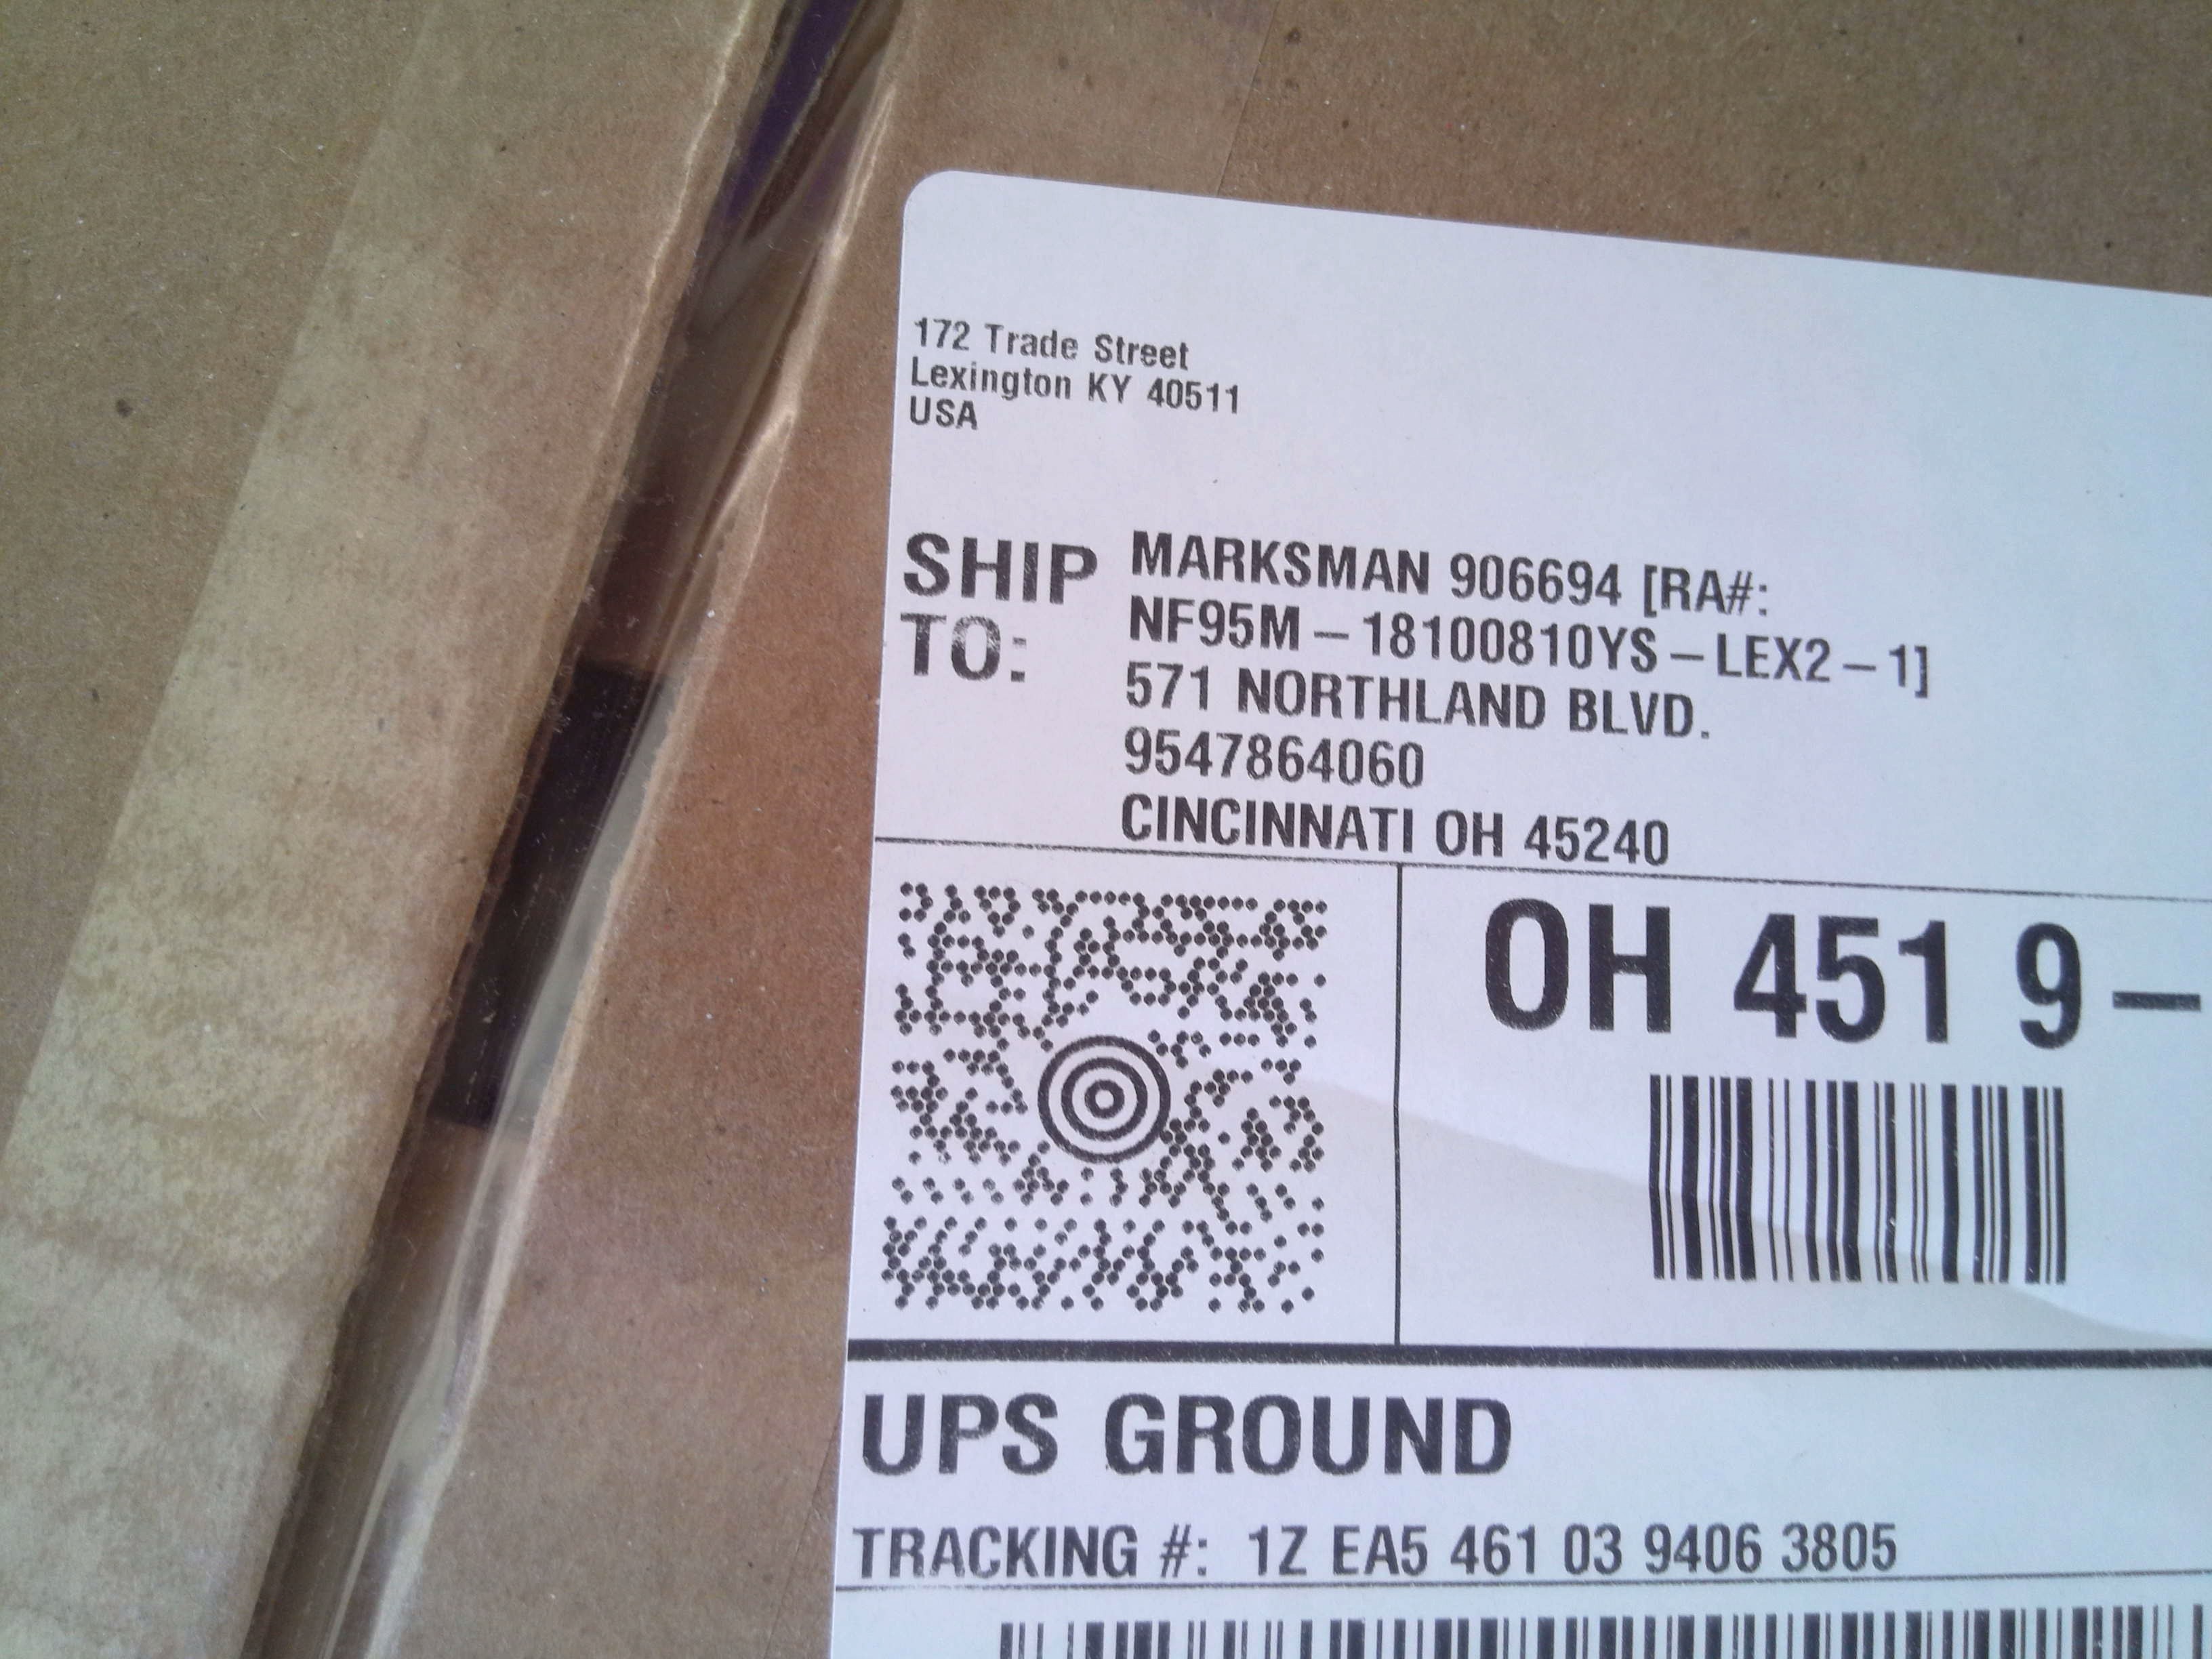 172 Trade Street
Lexington KY 40511
USA
SHIP TO:
MARKSMAN 906694 [RA#:
NF95M – 18100810YS – LEX2 – 1]
571 NORTHLAND BLVD.
9547864060
CINCINNATI OH 45240
OH 451 9 –
UPS GROUND
TRACKING #: 1Z EA5 461 03 9406 3805